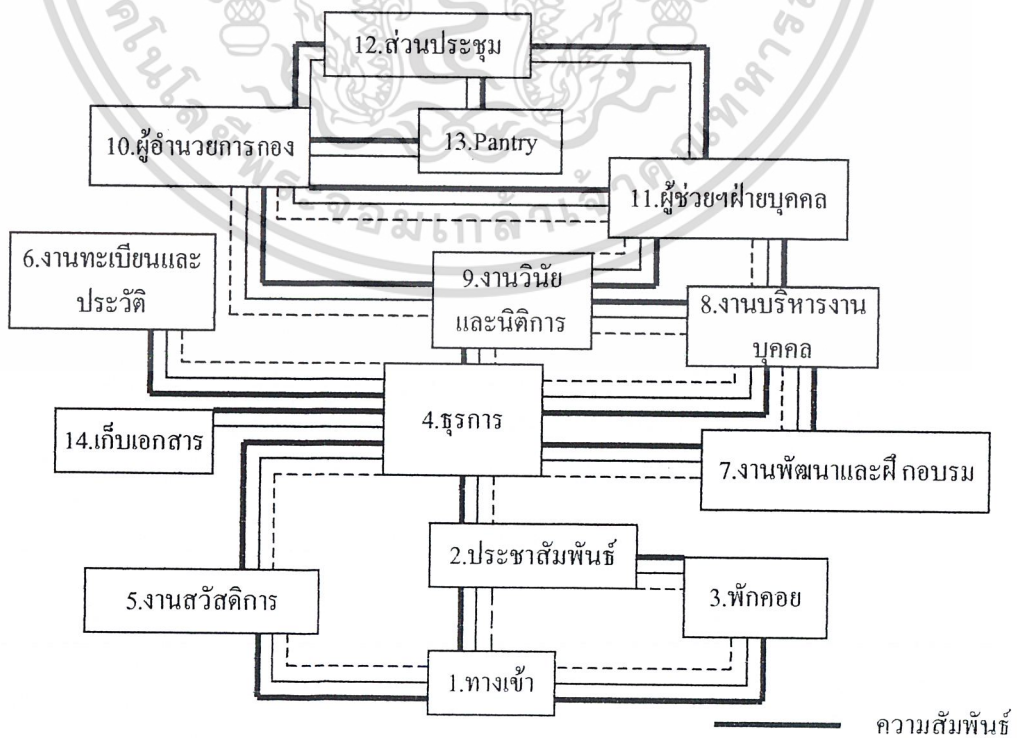 12.ส่วนประชุม
10.ผู้อำนวยการกอง
13.Pantry
11.ผู้ช่วยฯฝ่ายบุคคล
6.งานทะเบียนและ
ประวัติ
9.งานวินัย
และนิติการ
8.งานบริหารงาน
บุคคล
4.ธุรการ
14.เก็บเอกสาร
7.งานพัฒนาและฝึกอบรม
2.ประชาสัมพันธ์
5.งานสวัสดิการ
3.พักคอย
1.ทางเข้า
ความสัมพันธ์